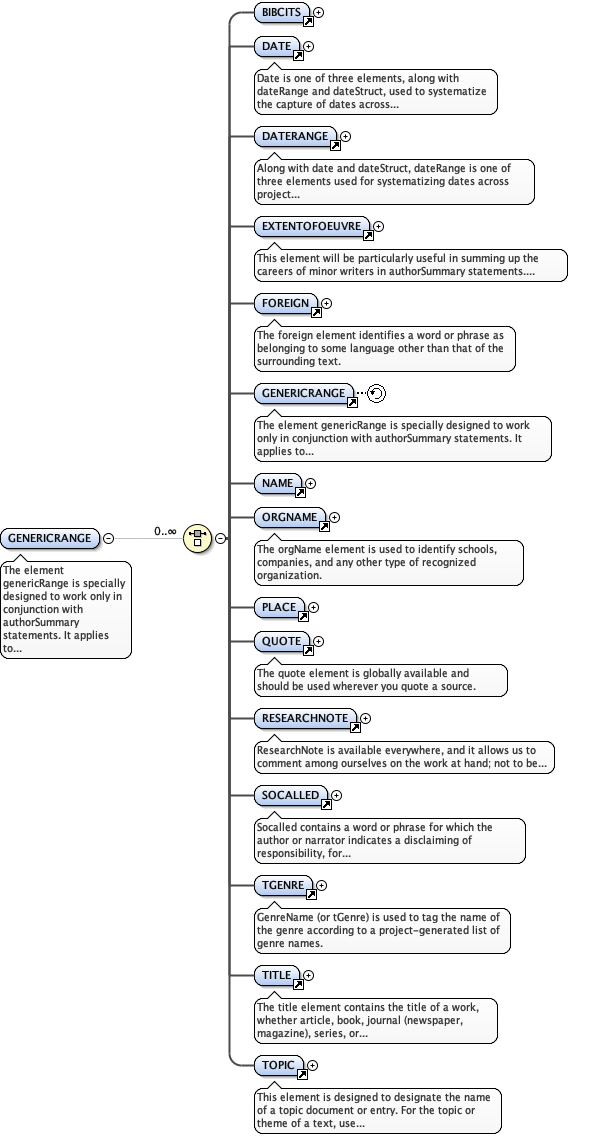 BIBCITS
DATE
Date is one of three elements, along with
dateRange and dateStruct, used to systematize
the capture of dates across...
DATERANGE
Along with date and dateStruct, dateRange is one of
three elements used for systematizing dates across
project...
EXTENTOFOEUVRE
This element will be particularly useful in summing up the
careers of minor writers in authorSummary statements....
FOREIGN
The foreign element identifies a word or phrase as
belonging to some language other than that of the
surrounding text.
GENERICRANGE
The element genericRange is specially designed to work
only in conjunction with authorSummary statements. It
applies to...
NAME
ORGNAME
The orgName element is used to identify schools,
companies, and any other type of recognized
organization.
GENERICRANGE
0..∞
The element
genericRange is specially
designed to work only in
conjunction with
authorSummary
statements. It applies
to...
PLACE
QUOTE
The quote element is globally available and
should be used wherever you quote a source.
RESEARCHNOTE
ResearchNote is available everywhere, and it allows us to
comment among ourselves on the work at hand; not to be...
SOCALLED
Socalled contains a word or phrase for which the
author or narrator indicates a disclaiming of
responsibility, for...
TGENRE
GenreName (or tGenre) is used to tag the name of
the genre according to a project-generated list of
genre names.
TITLE
The title element contains the title of a work,
whether article, book, journal (newspaper,
magazine), series, or...
TOPIC
This element is designed to designate the name
of a topic document or entry. For the topic or
theme of a text, use...